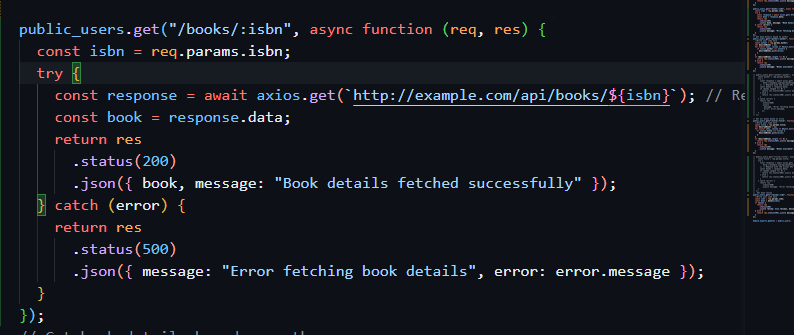 public_users.get("/books/:isbn", async function (req, res) {
  const isbn = req.params.isbn;
  try {
    const response = await axios.get(`http://example.com/api/books/${isbn}`); // Re
    const book = response.data;
    return res
      .status(200)
      .json({ book, message: "Book details fetched successfully" });
  } catch (error) {
    return res
      .status(500)
      .json({ message: "Error fetching book details", error: error.message });
  }
});